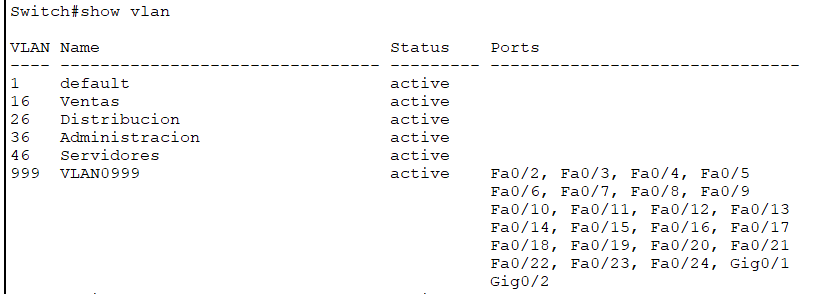 Switch#show vlan
VLAN Name Status Ports
---- -------------------------------- --------- -------------------------------
1 default active
16 Ventas active
26 Distribucion active
36 Administracion active
46 Servidores active
999 VLAN0999 active Fa0/2, Fa0/3, Fa0/4, Fa0/5
Fa0/6, Fa0/7, Fa0/8, Fa0/9
Fa0/10, Fa0/11, Fa0/12, Fa0/13
Fa0/14, Fa0/15, Fa0/16, Fa0/17
Fa0/18, Fa0/19, Fa0/20, Fa0/21
Fa0/22, Fa0/23, Fa0/24, Gig0/1
Gig0/2